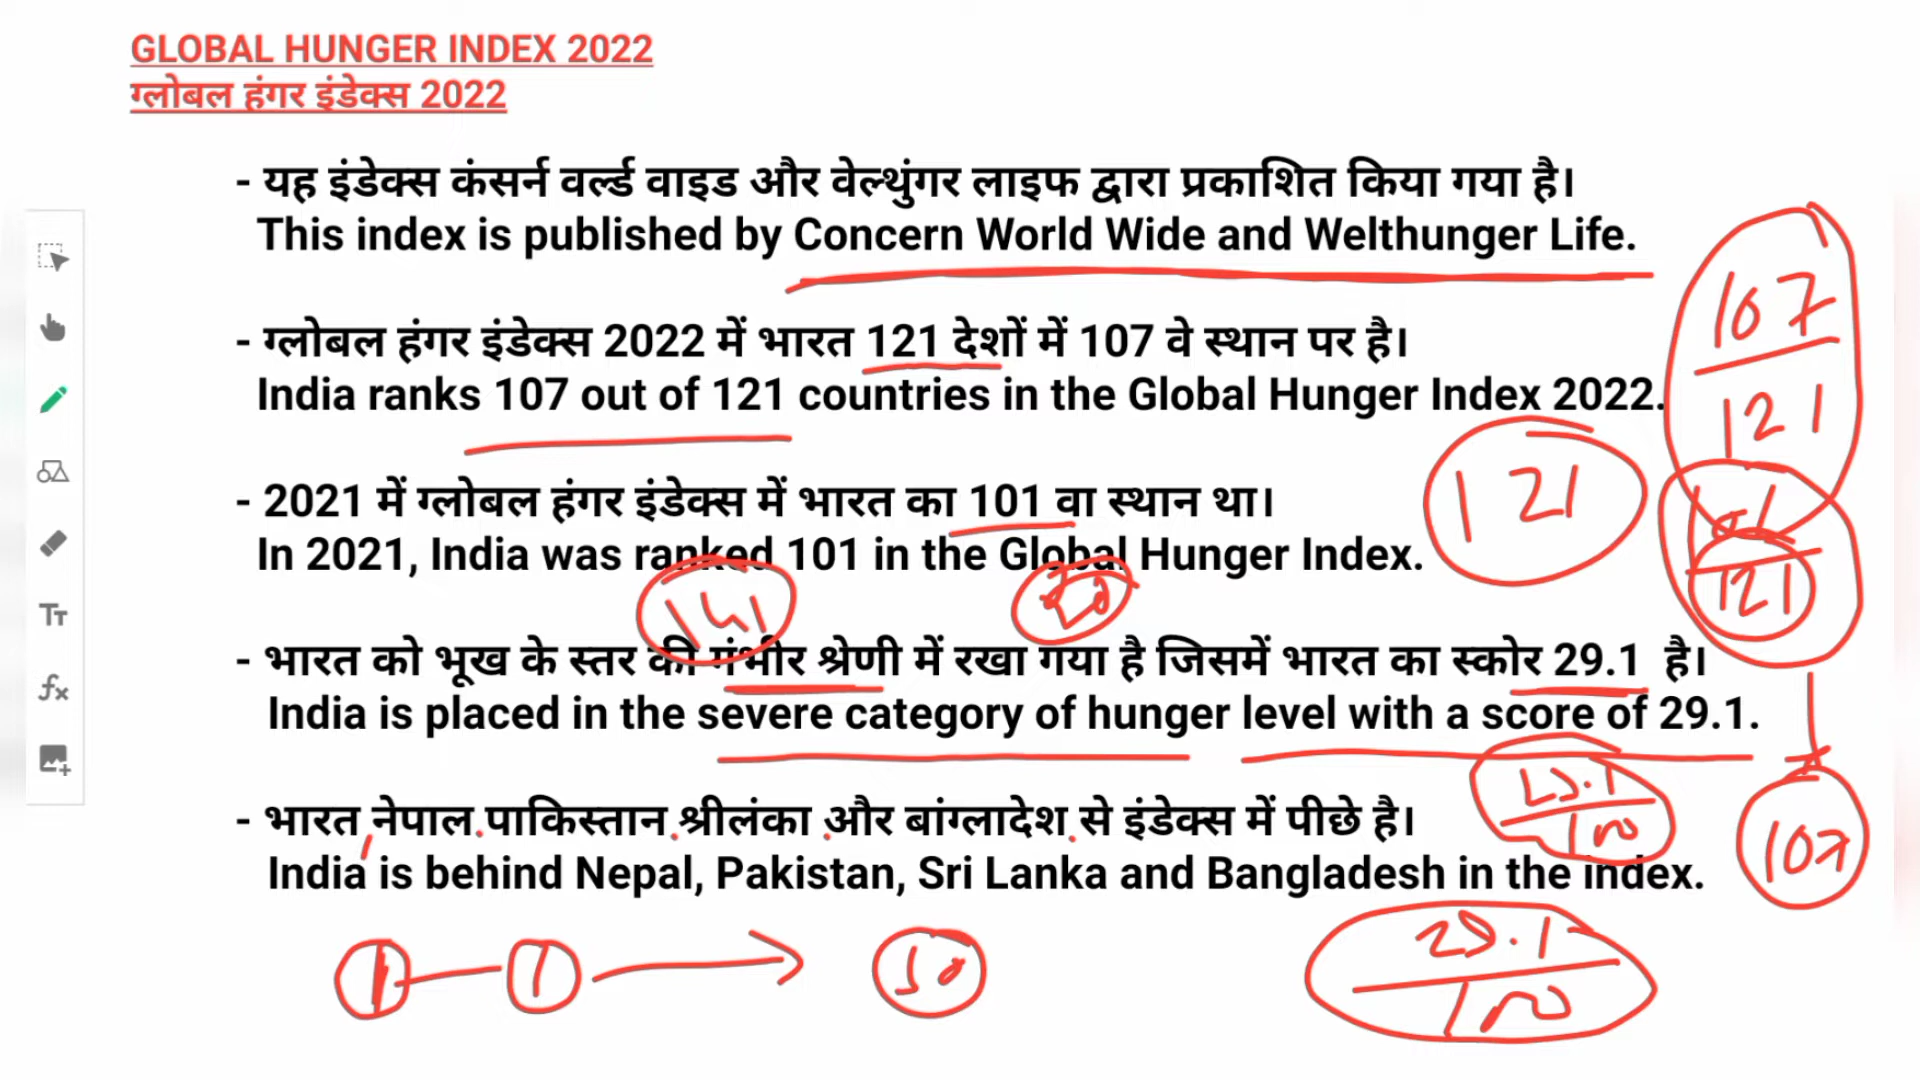 GLOBAL HUNGER INDEX 2022
ग्लोबल हंगर इंडेक्स 2022
- यह इंडेक्स कंसर्न वर्ल्ड वाइड और वेल्थुंगर लाइफ द्वारा प्रकाशित किया गया है।
This index is published by Concern World Wide and Welthunger Life.
- ग्लोबल हंगर इंडेक्स 2022 में भारत 121 देशों में 107 वे स्थान पर है।
India ranks 107 out of 121 countries in the Global Hunger Index 2022.
107
121
- 2021 में ग्लोबल हंगर इंडेक्स में भारत का 101 वा स्थान था।
In 2021, India was ranked 101 in the Global Hunger Index.
121
121
- भारत को भूख के स्तर की गंभीर श्रेणी में रखा गया है जिसमें भारत का स्कोर 29.1 है।
India is placed in the severe category of hunger level with a score of 29.1.
- भारत नेपाल पाकिस्तान श्रीलंका और बांग्लादेश से इंडेक्स में पीछे है।
India is behind Nepal, Pakistan, Sri Lanka and Bangladesh in the index.
107
29.1
100
Tт
fx